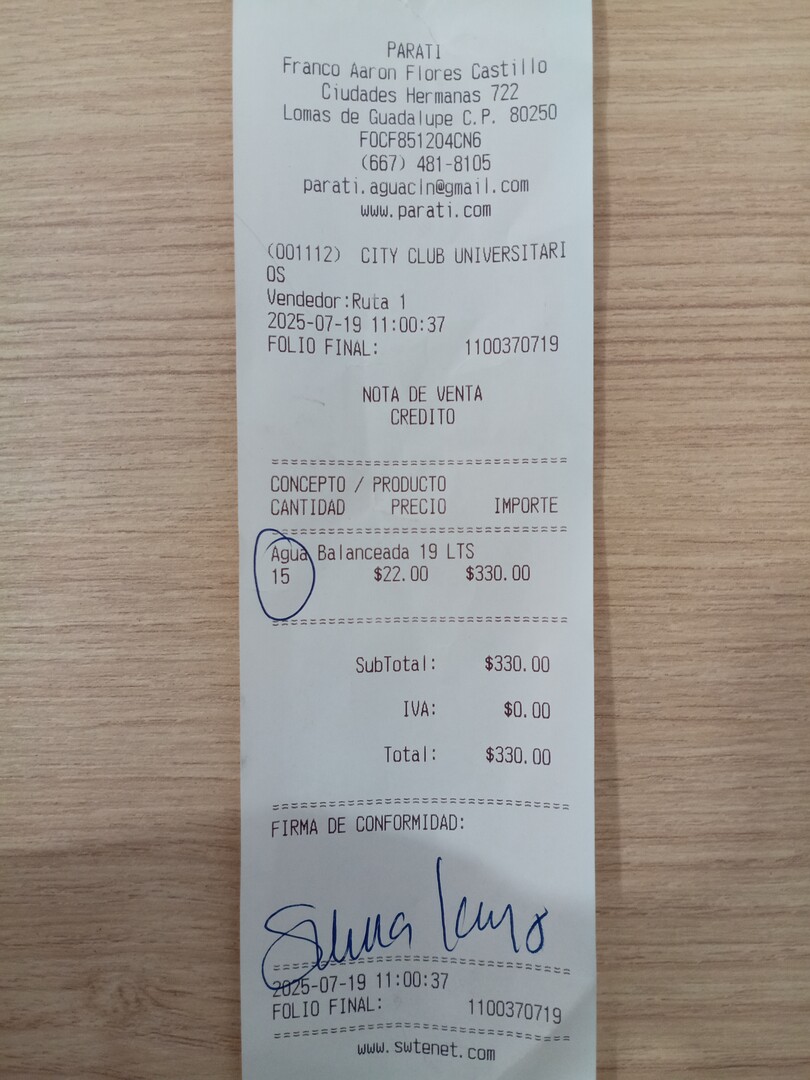 PARATI
Franco Aaron Flores Castillo
Ciudades Hermanas 722
Lomas de Guadalupe C.P. 80250
FOCF851204CN6
(667) 481-8105
parati.aguacln@gmail.com
www.parati.com
(001112) CITY CLUB UNIVERSITARI
OS
Vendedor:Ruta 1
2025-07-19 11:00:37
FOLIO FINAL: 1100370719
NOTA DE VENTA
CREDITO
===============================
CONCEPTO / PRODUCTO
CANTIDAD PRECIO IMPORTE
===============================
Agua Balanceada 19 LTS
15 $22.00 $330.00
===============================
SubTotal: $330.00
IVA: $0.00
Total: $330.00
===============================
FIRMA DE CONFORMIDAD:
===============================
2025-07-19 11:00:37
FOLIO FINAL: 1100370719
===============================
www.swtenet.com